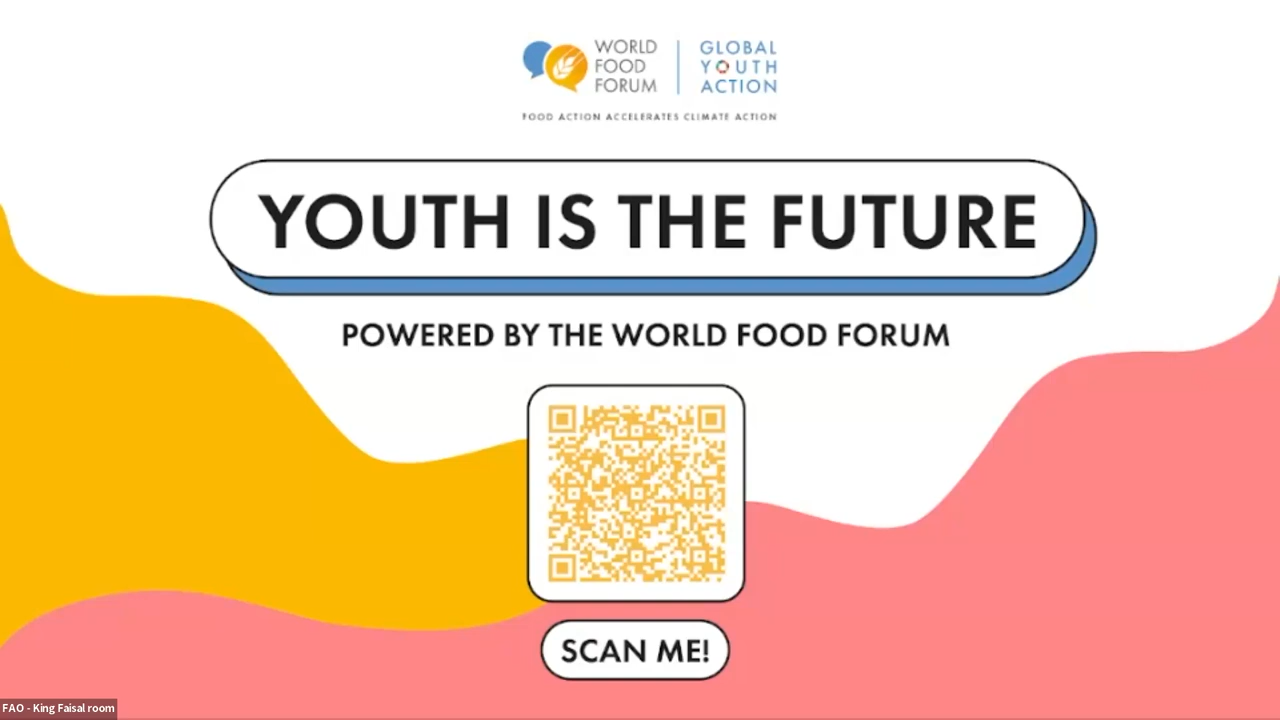 WORLD
FOOD
FORUM
GLOBAL
YOUTH
ACTION
FOOD ACTION ACCELERATES CLIMATE ACTION
YOUTH IS THE FUTURE
POWERED BY THE WORLD FOOD FORUM
SCAN ME!
FAO - King Faisal room